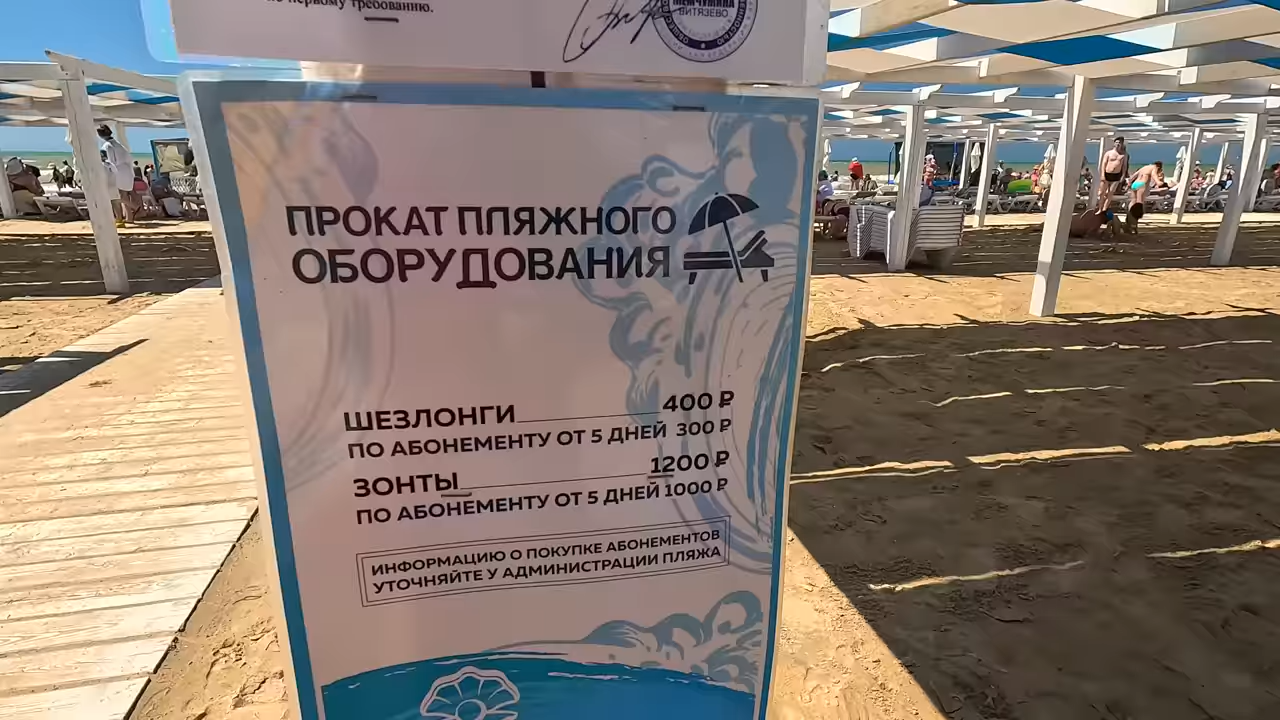 первому требованию.
ЖЕМЧУЖИНА
ВИТЯЗЕВО
ПРОКАТ ПЛЯЖНОГО
ОБОРУДОВАНИЯ
ШЕЗЛОНГИ 400 ₽
ПО АБОНЕМЕНТУ ОТ 5 ДНЕЙ 300 ₽
ЗОНТЫ 1200 ₽
ПО АБОНЕМЕНТУ ОТ 5 ДНЕЙ 1000 ₽
ИНФОРМАЦИЮ О ПОКУПКЕ АБОНЕМЕНТОВ
УТОЧНЯЙТЕ У АДМИНИСТРАЦИИ ПЛЯЖА